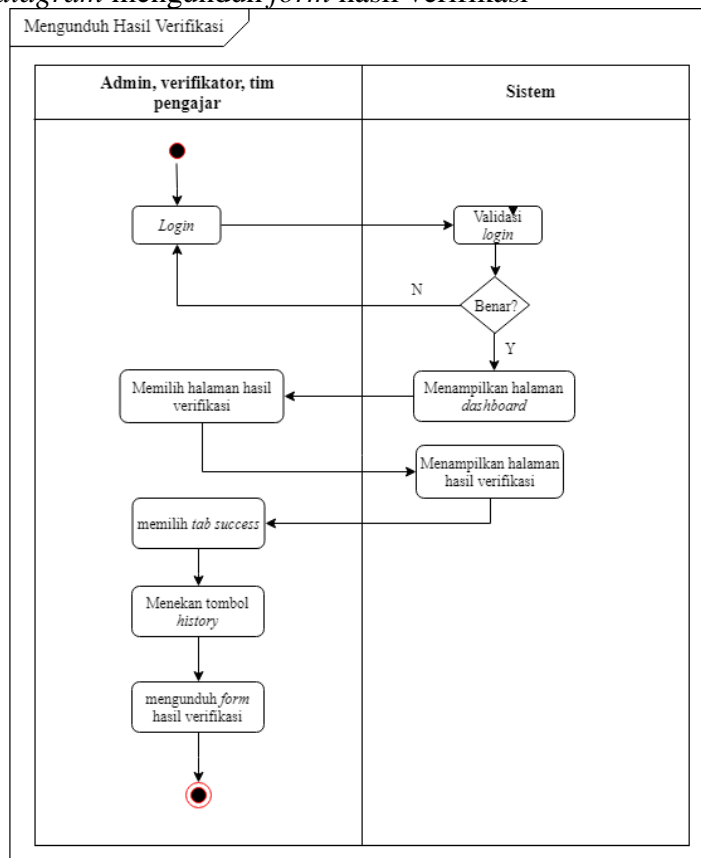 diagram mengunduh form hasil verifikasi
Mengunduh Hasil Verifikasi
Admin, verifikator, tim
pengajar
Sistem
Login
Validasi
login
Benar?
N
Y
Menampilkan halaman
dashboard
Memilih halaman hasil
verifikasi
Menampilkan halaman
hasil verifikasi
memilih tab success
Menekan tombol
history
mengunduh form
hasil verifikasi